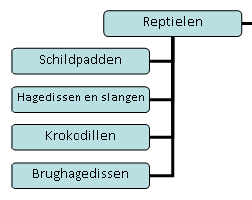 Reptielen
Schildpadden
Hagedissen en slangen
Krokodillen
Brughagedissen